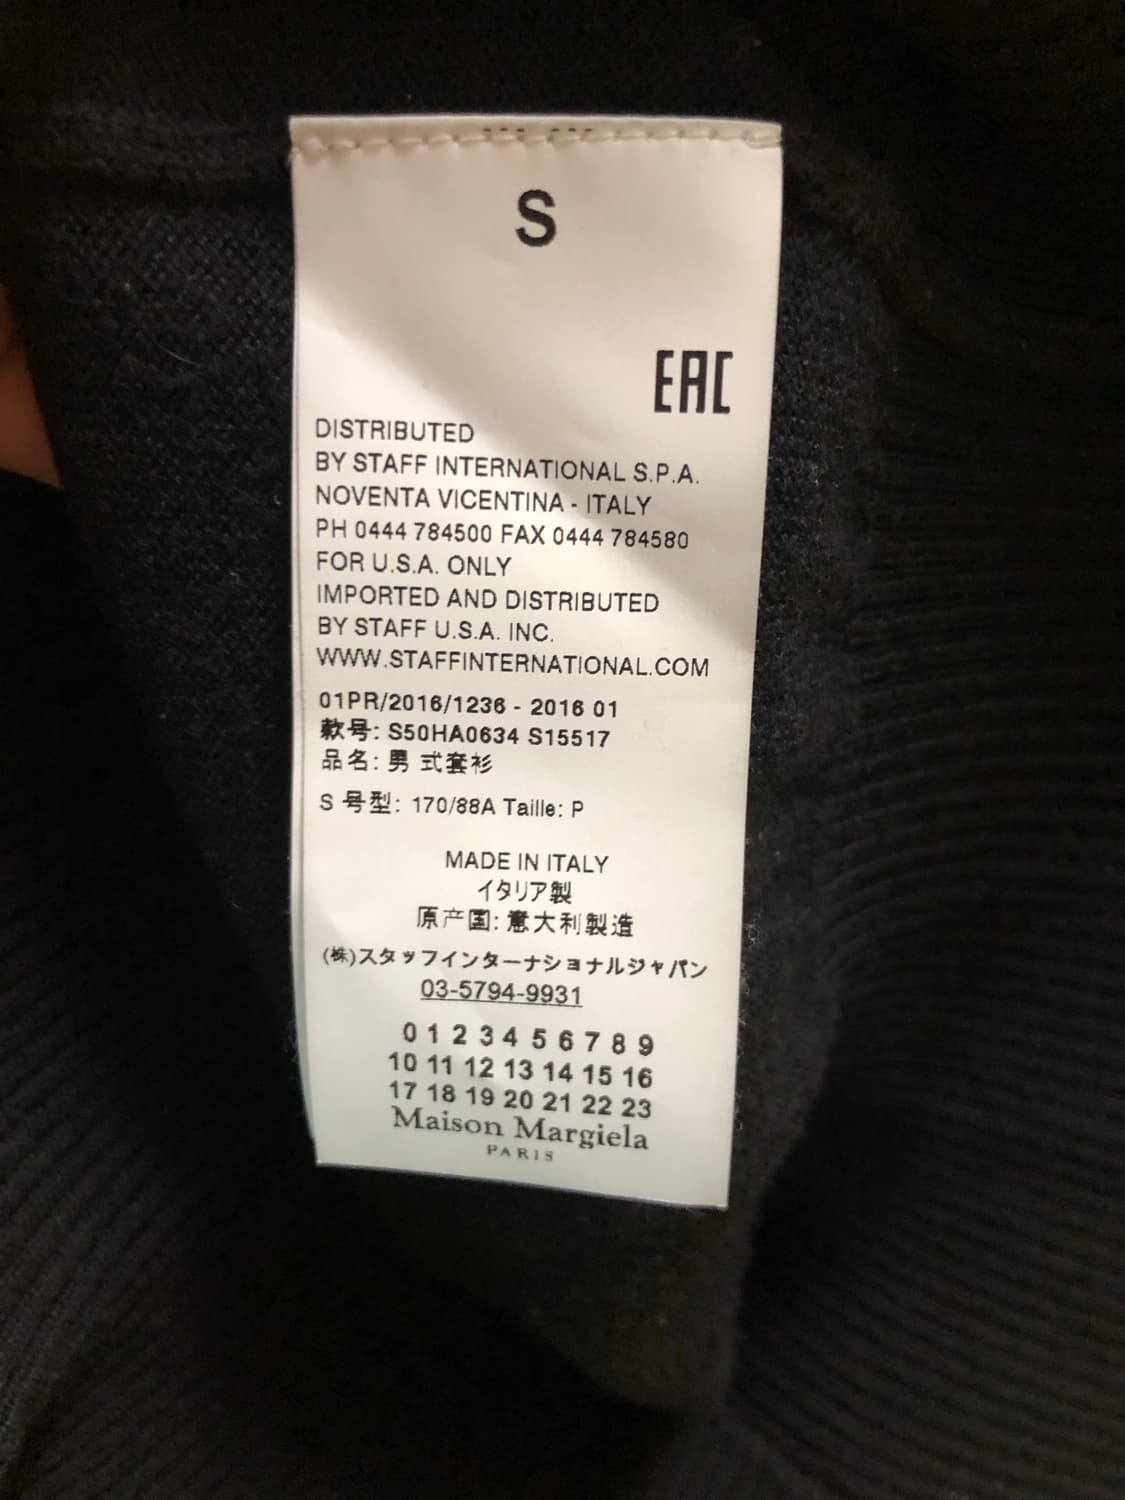 S
EAC
DISTRIBUTED
BY STAFF INTERNATIONAL S.P.A.
NOVENTA VICENTINA - ITALY
PH 0444 784500 FAX 0444 784580
FOR U.S.A. ONLY
IMPORTED AND DISTRIBUTED
BY STAFF U.S.A. INC.
WWW.STAFFINTERNATIONAL.COM
01PR/2016/1236 - 2016 01
款号: S50HA0634 S15517
品名: 男 式套衫
S 号型: 170/88A Taille: P
MADE IN ITALY
イタリア製
原产国: 意大利製造
(株)スタッフインターナショナルジャパン
03-5794-9931
0 1 2 3 4 5 6 7 8 9
10 11 12 13 14 15 16
17 18 19 20 21 22 23
Maison Margiela
PARIS